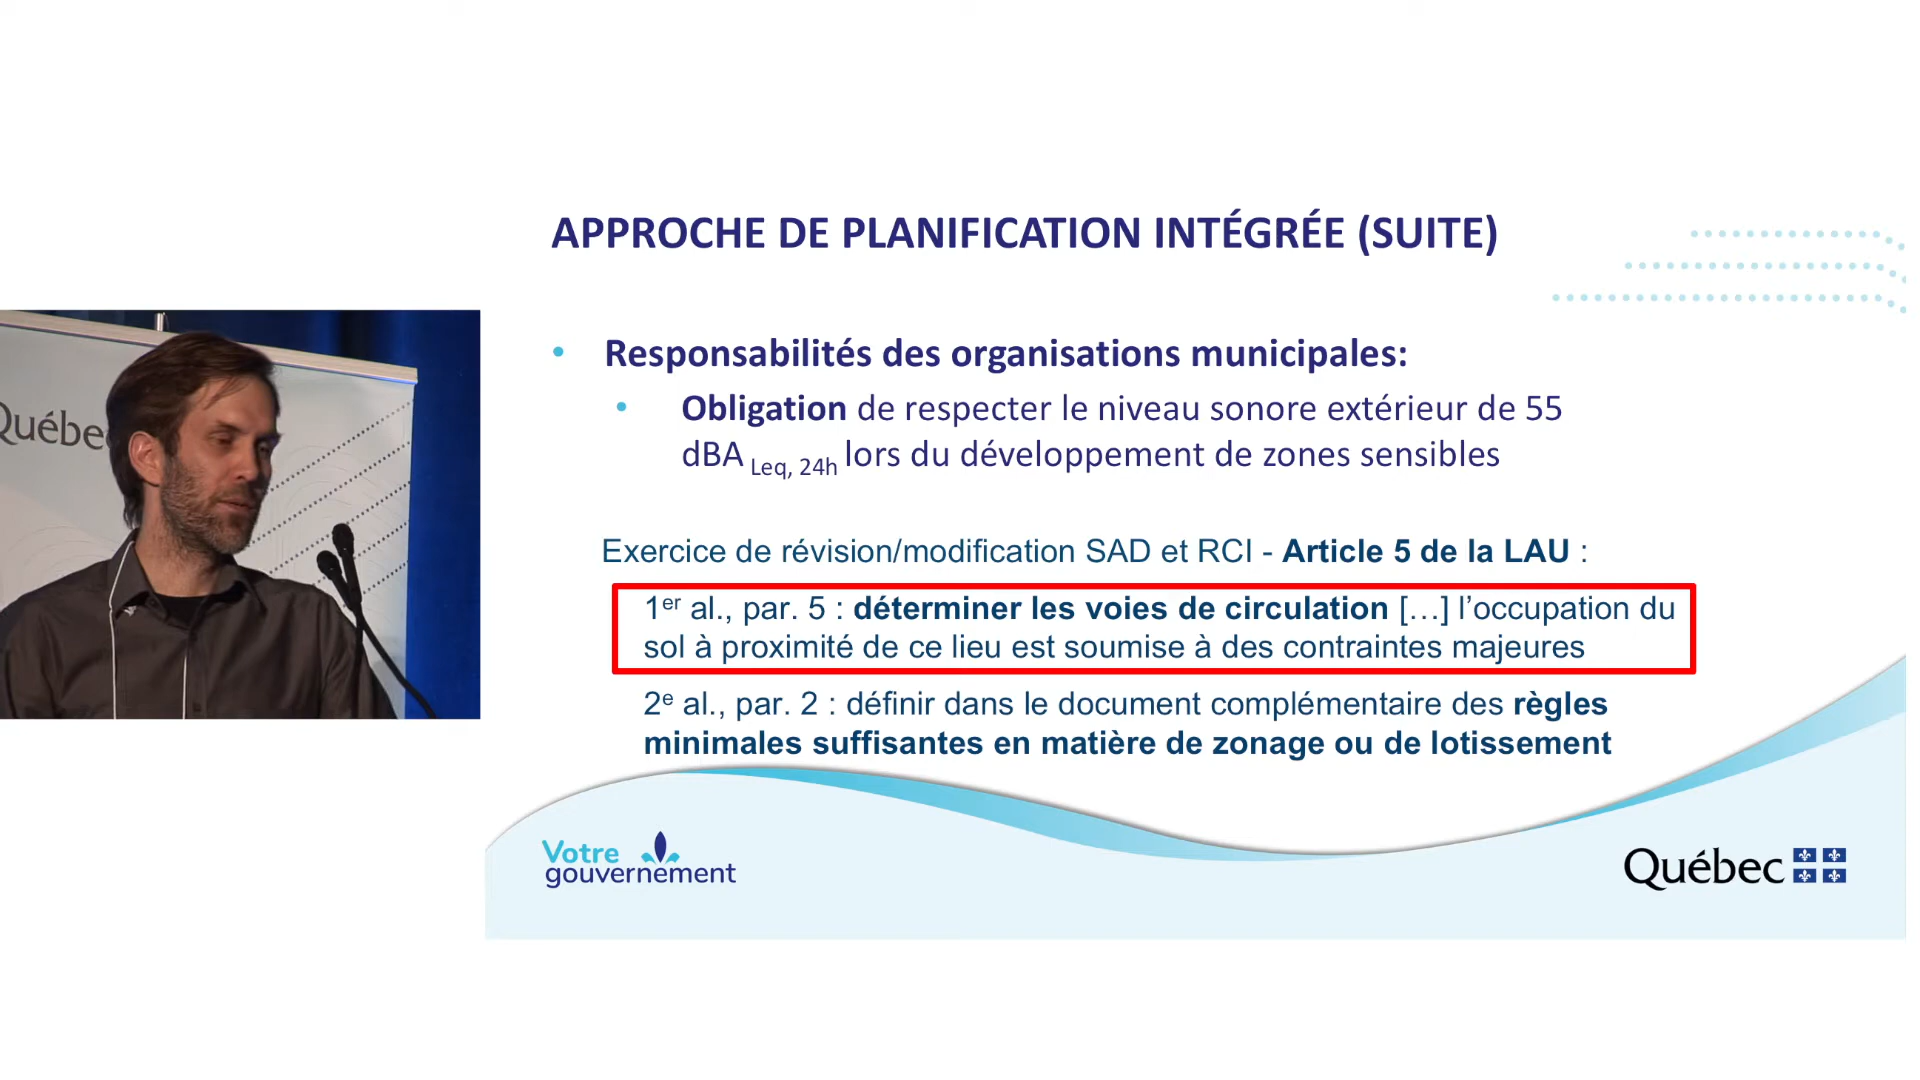 APPROCHE DE PLANIFICATION INTÉGRÉE (SUITE)
• Responsabilités des organisations municipales:
• Obligation de respecter le niveau sonore extérieur de 55
dBA Leq, 24h lors du développement de zones sensibles
Exercice de révision/modification SAD et RCI - Article 5 de la LAU :
1er al., par. 5 : déterminer les voies de circulation […] l’occupation du
sol à proximité de ce lieu est soumise à des contraintes majeures
2e al., par. 2 : définir dans le document complémentaire des règles
minimales suffisantes en matière de zonage ou de lotissement
Votre
gouvernement
Québec
Québec